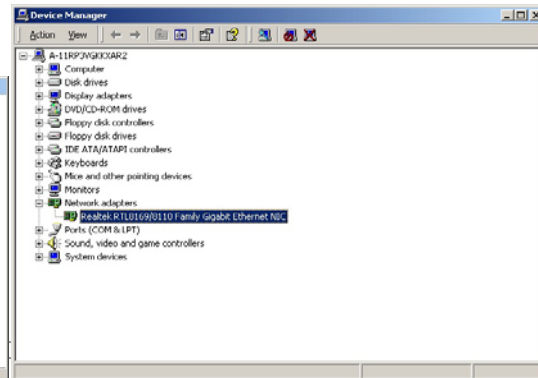 Device Manager
Action View
A-11RP3VGKKXAR2
Computer
Disk drives
Display adapters
DVD/CD-ROM drives
Floppy disk controllers
Floppy disk drives
IDE ATA/ATAPI controllers
Keyboards
Mice and other pointing devices
Monitors
Network adapters
Realtek RTL8169/8110 Family Gigabit Ethernet NIC
Ports (COM & LPT)
Sound, video and game controllers
System devices